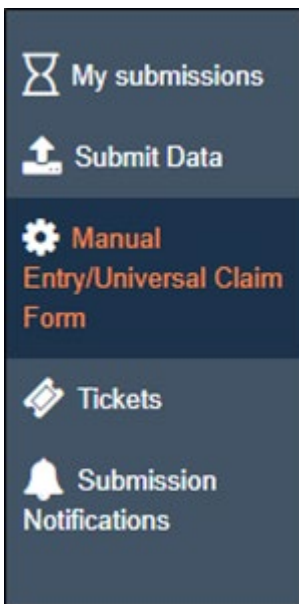 My submissions
Submit Data
Manual
Entry/Universal Claim
Form
Tickets
Submission
Notifications